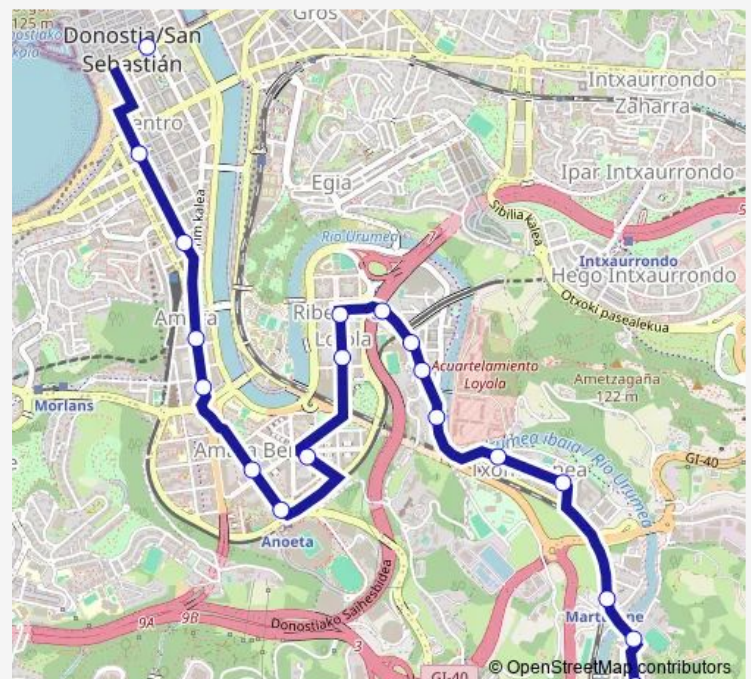 Gros
125 m
Donostia/San
Sebastián
Intxaurrondo
Zaharra
entro
Egia
Ipar Intxaurrondo
Sibilia kalea
Río Urumea
Intxaurrondo
Hego Intxaurrondo
Otxoki pasealekua
Acuartelamiento
Loyola
Ametzagaña
122 m
Morlans
GI-40
Anoeta
9A
9B
Donostiako Saihesbidea
3
GI-40
© OpenStreetMap contributors